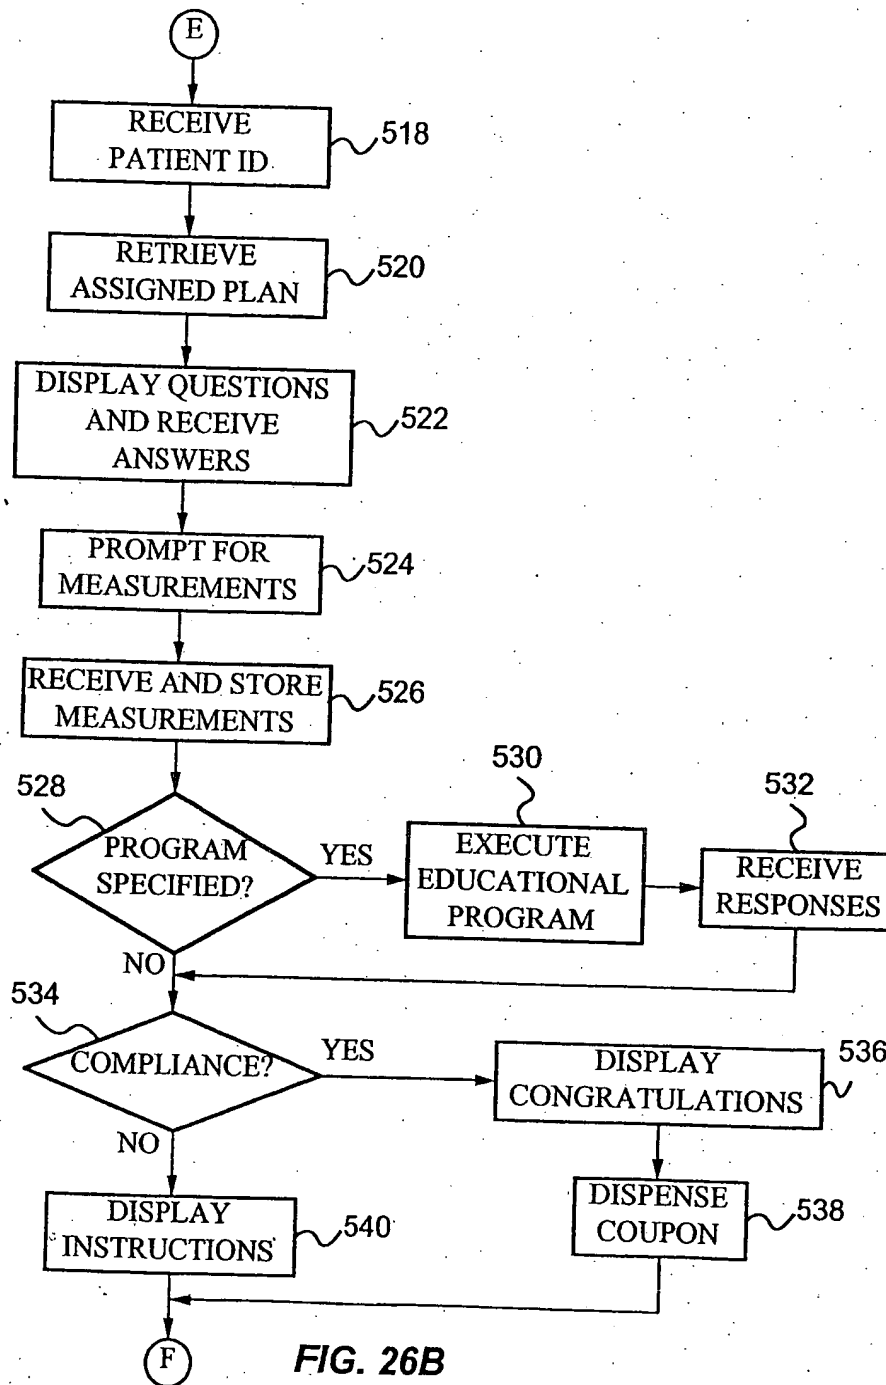 E
RECEIVE
PATIENT ID
518
RETRIEVE
ASSIGNED PLAN
520
DISPLAY QUESTIONS
AND RECEIVE
ANSWERS
522
PROMPT FOR
MEASUREMENTS
524
RECEIVE AND STORE
MEASUREMENTS
526
528
PROGRAM
SPECIFIED?
YES
NO
530
EXECUTE
EDUCATIONAL
PROGRAM
532
RECEIVE
RESPONSES
534
COMPLIANCE?
YES
NO
DISPLAY
CONGRATULATIONS
536
DISPENSE
COUPON
538
DISPLAY
INSTRUCTIONS
540
F
FIG. 26B